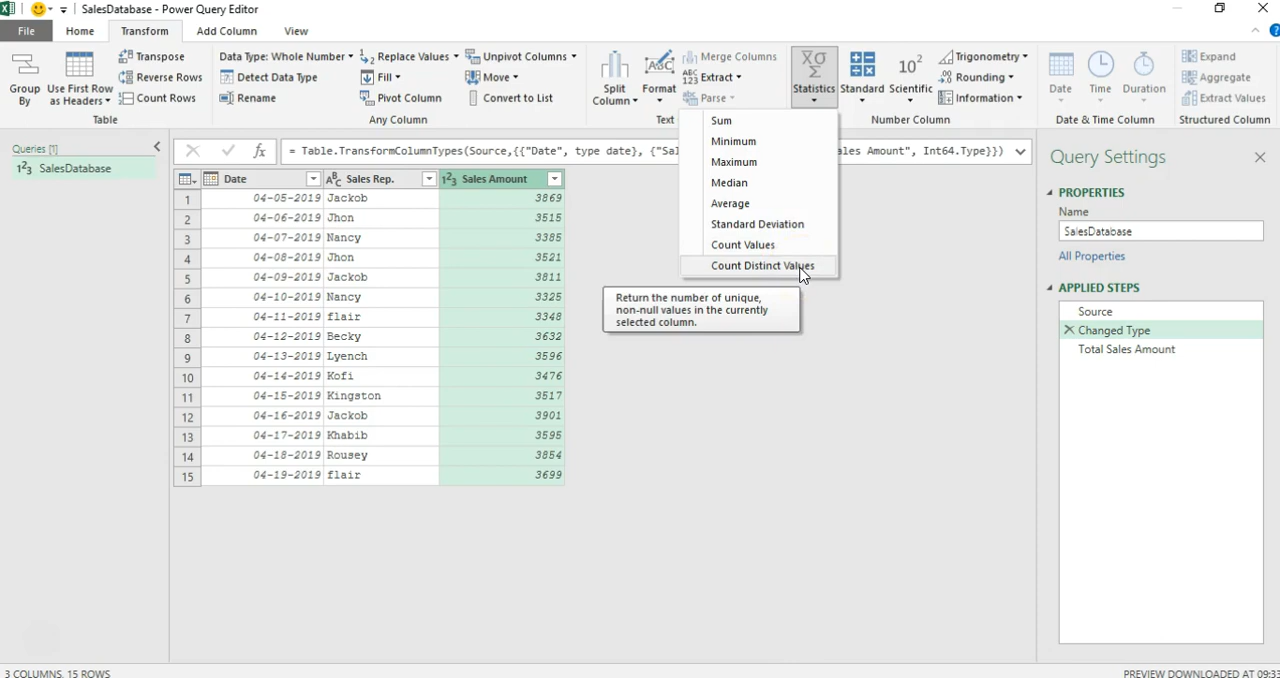 SalesDatabase - Power Query Editor
File Home Transform Add Column View
Group By
Use First Row as Headers
Transpose
Reverse Rows
Count Rows
Table
Data Type: Whole Number
Detect Data Type
Rename
Replace Values
Fill
Pivot Column
Unpivot Columns
Move
Convert to List
Any Column
Split Column
Format
Merge Columns
Extract
Parse
Text
Statistics
Standard
Scientific
Trigonometry
Rounding
Information
Number Column
Date
Time
Duration
Date & Time Column
Expand
Aggregate
Extract Values
Structured Column
Sum
Minimum
Maximum
Median
Average
Standard Deviation
Count Values
Count Distinct Values
Return the number of unique,
non-null values in the currently
selected column.
Queries [1]
SalesDatabase
= Table.TransformColumnTypes(Source,{{"Date", type date}, {"Sal ales Amount", Int64.Type}})
Date Sales Rep. Sales Amount
1 04-05-2019 Jackob 3869
2 04-06-2019 Jhon 3515
3 04-07-2019 Nancy 3385
4 04-08-2019 Jhon 3521
5 04-09-2019 Jackob 3811
6 04-10-2019 Nancy 3325
7 04-11-2019 flair 3348
8 04-12-2019 Becky 3632
9 04-13-2019 Lyench 3596
10 04-14-2019 Kofi 3476
11 04-15-2019 Kingston 3517
12 04-16-2019 Jackob 3901
13 04-17-2019 Khabib 3595
14 04-18-2019 Rousey 3854
15 04-19-2019 flair 3699
Query Settings
PROPERTIES
Name
SalesDatabase
All Properties
APPLIED STEPS
Source
Changed Type
Total Sales Amount
3 COLUMNS, 15 ROWS
PREVIEW DOWNLOADED AT 09:33